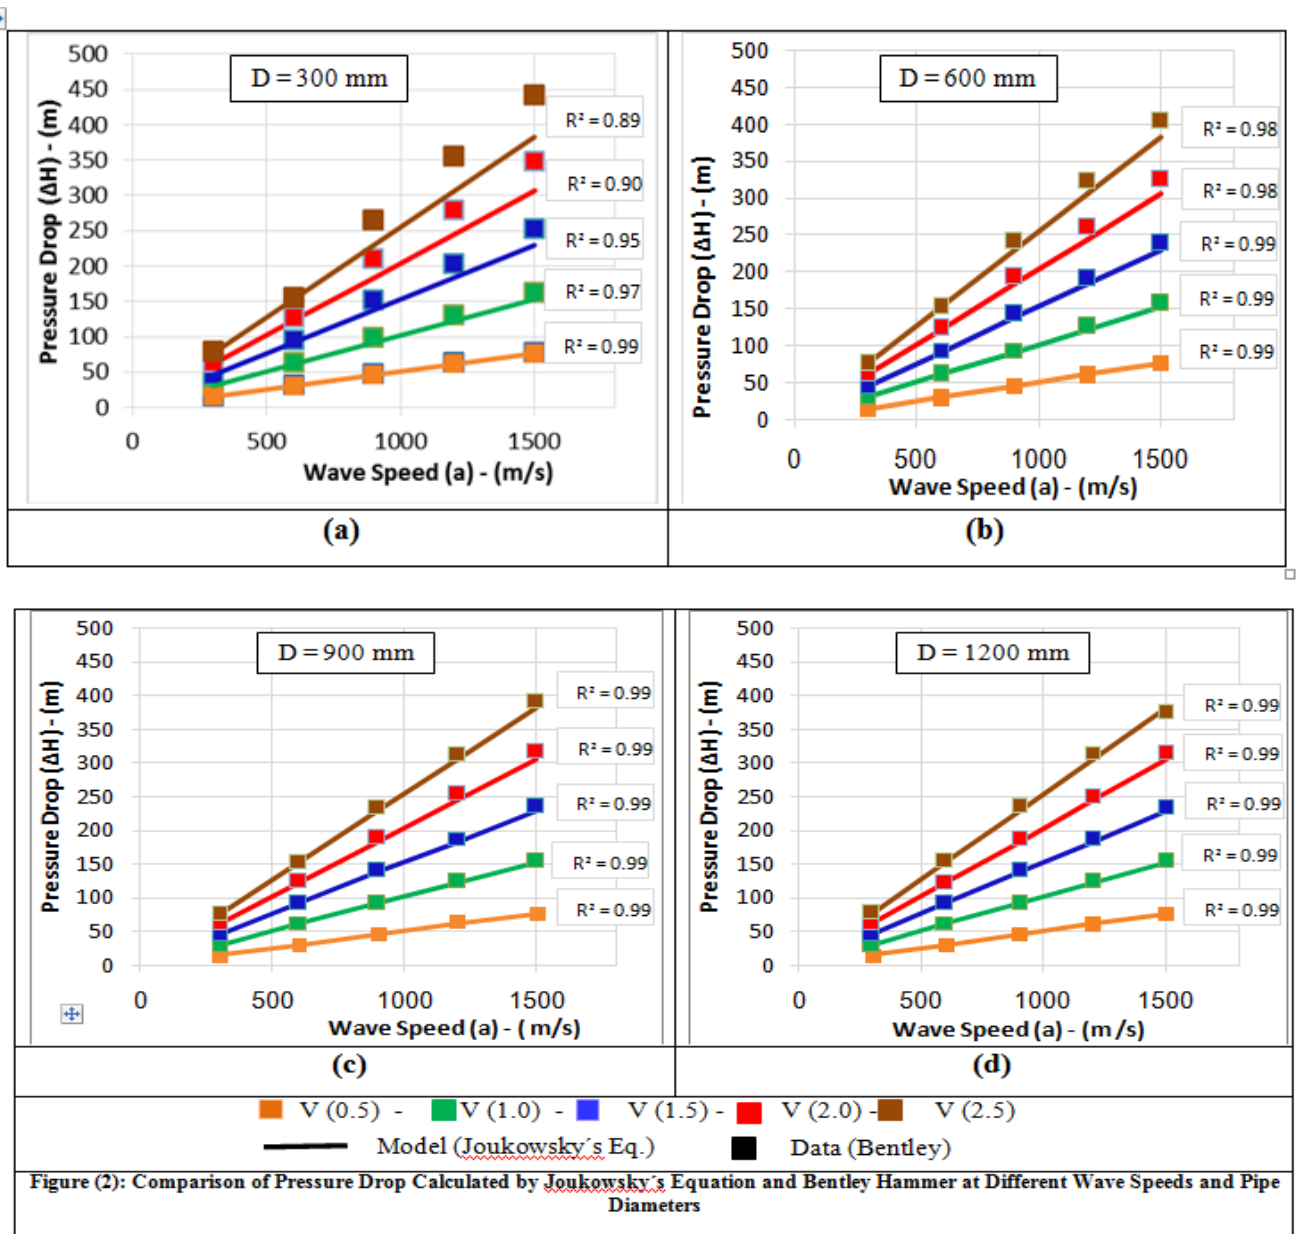 D = 300 mm
500
450
400
350
300
250
200
150
100
50
0
0 500 1000 1500
Pressure Drop (ΔH) - (m)
Wave Speed (a) - (m/s)
R² = 0.89
R² = 0.90
R² = 0.95
R² = 0.97
R² = 0.99
(a)
D = 600 mm
500
450
400
350
300
250
200
150
100
50
0
0 500 1000 1500
Pressure Drop (ΔH) - (m)
Wave Speed (a) - (m/s)
R² = 0.98
R² = 0.98
R² = 0.99
R² = 0.99
R² = 0.99
(b)
D = 900 mm
500
450
400
350
300
250
200
150
100
50
0
0 500 1000 1500
Pressure Drop (ΔH) - (m)
Wave Speed (a) - ( m/s)
R² = 0.99
R² = 0.99
R² = 0.99
R² = 0.99
R² = 0.99
(c)
D = 1200 mm
500
450
400
350
300
250
200
150
100
50
0
0 500 1000 1500
Pressure Drop (ΔH) - (m)
Wave Speed (a) - (m /s)
R² = 0.99
R² = 0.99
R² = 0.99
R² = 0.99
R² = 0.99
(d)
V (0.5) - V (1.0) - V (1.5) - V (2.0) - V (2.5)
Model (Joukowsky´s Eq.) Data (Bentley)
Figure (2): Comparison of Pressure Drop Calculated by Joukowsky´s Equation and Bentley Hammer at Different Wave Speeds and Pipe
Diameters